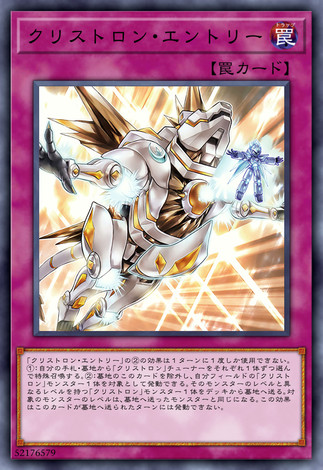 クリストロン・エントリー
トラップ
罠
【罠カード】
「クリストロン・エントリー」の②の効果は１ターンに１度しか使用できない。
①：自分の手札・墓地から「クリストロン」チューナーをそれぞれ１体ずつ選ん
で特殊召喚する。②：墓地のこのカードを除外し、自分フィールドの「クリストロ
ン」モンスター１体を対象として発動できる。そのモンスターのレベルと異な
るレベルを持つ「クリストロン」モンスター１体をデッキから墓地へ送る。対
象のモンスターのレベルは、墓地へ送ったモンスターと同じになる。この効果
はこのカードが墓地へ送られたターンには発動できない。
52176579